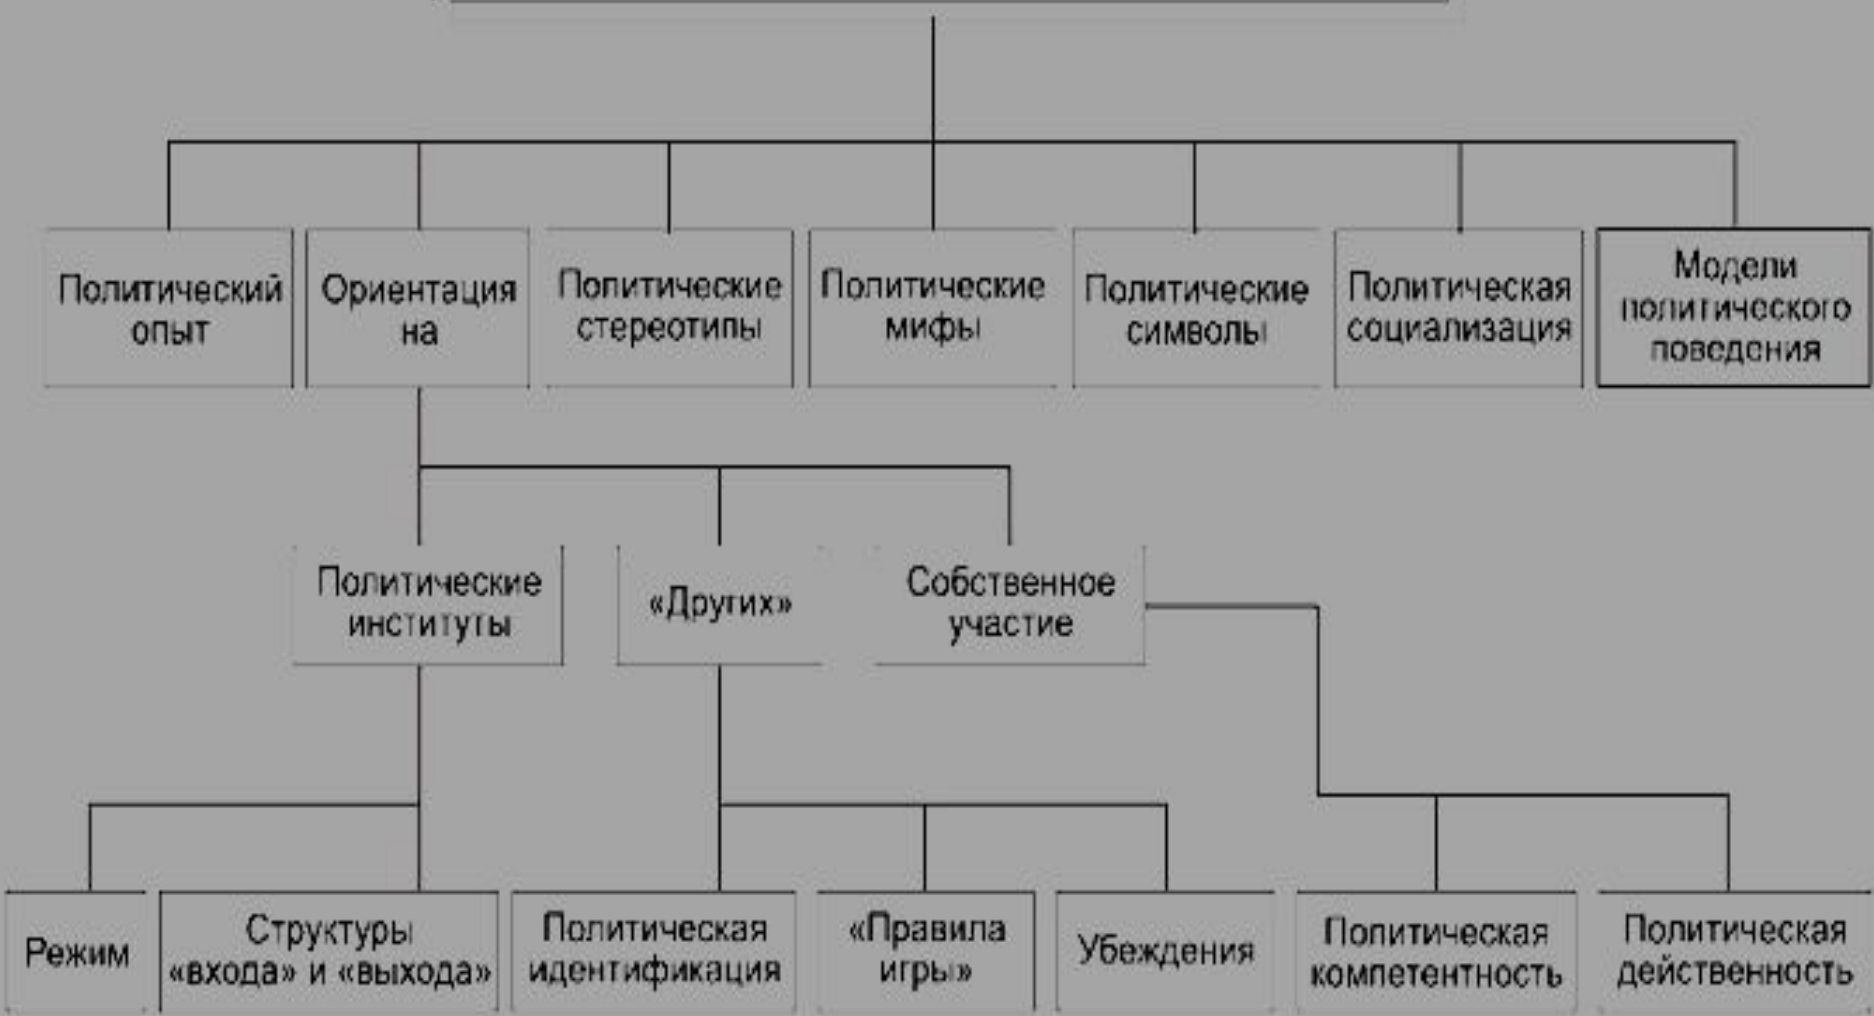 Политический
опыт
Ориентация
на
Политические
стереотипы
Политические
мифы
Политические
символы
Политическая
социализация
Модели
политического
поведения
Политические
институты
«Других»
Собственное
участие
Режим
Структуры
«входа» и «выхода»
Политическая
идентификация
«Правила
игры»
Убеждения
Политическая
компетентность
Политическая
действенность